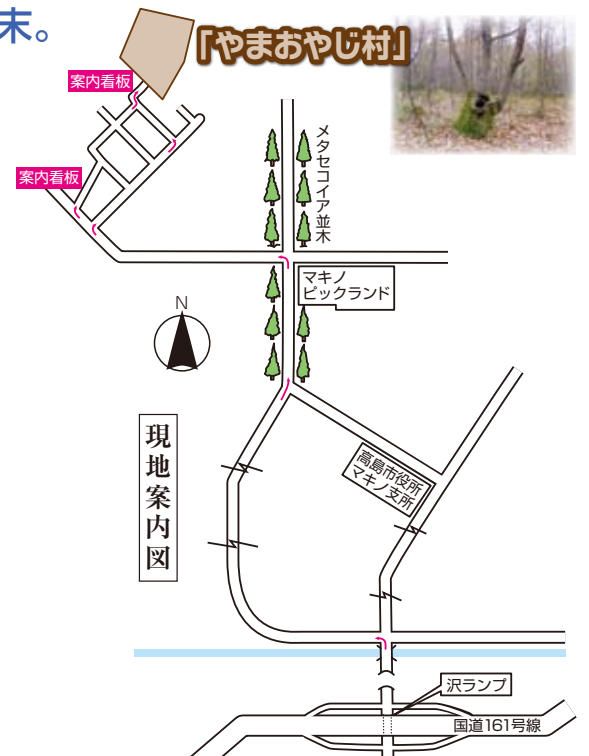 末。
「やまおやじ村」
案内看板
案内看板
メタセコイア並木
マキノ
ピックランド
N
現地案内図
高島市役所
マキノ支所
沢ランプ
国道161号線